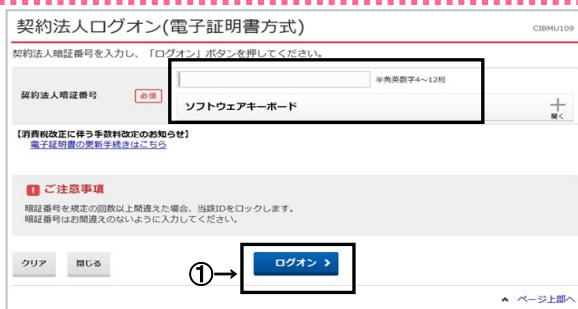 契約法人ログオン(電子証明書方式)
CIBMU109
契約法人暗証番号を入力し、「ログオン」ボタンを押してください。
契約法人暗証番号 必須
半角英数字4~12桁
ソフトウェアキーボード
開く
【消費税改正に伴う手数料改定のお知らせ】
電子証明書の更新手続きはこちら
ご注意事項
暗証番号を規定の回数以上間違えた場合、当該IDをロックします。
暗証番号はお間違えのないように入力してください。
クリア 閉じる ①→ ログオン
ページ上部へ